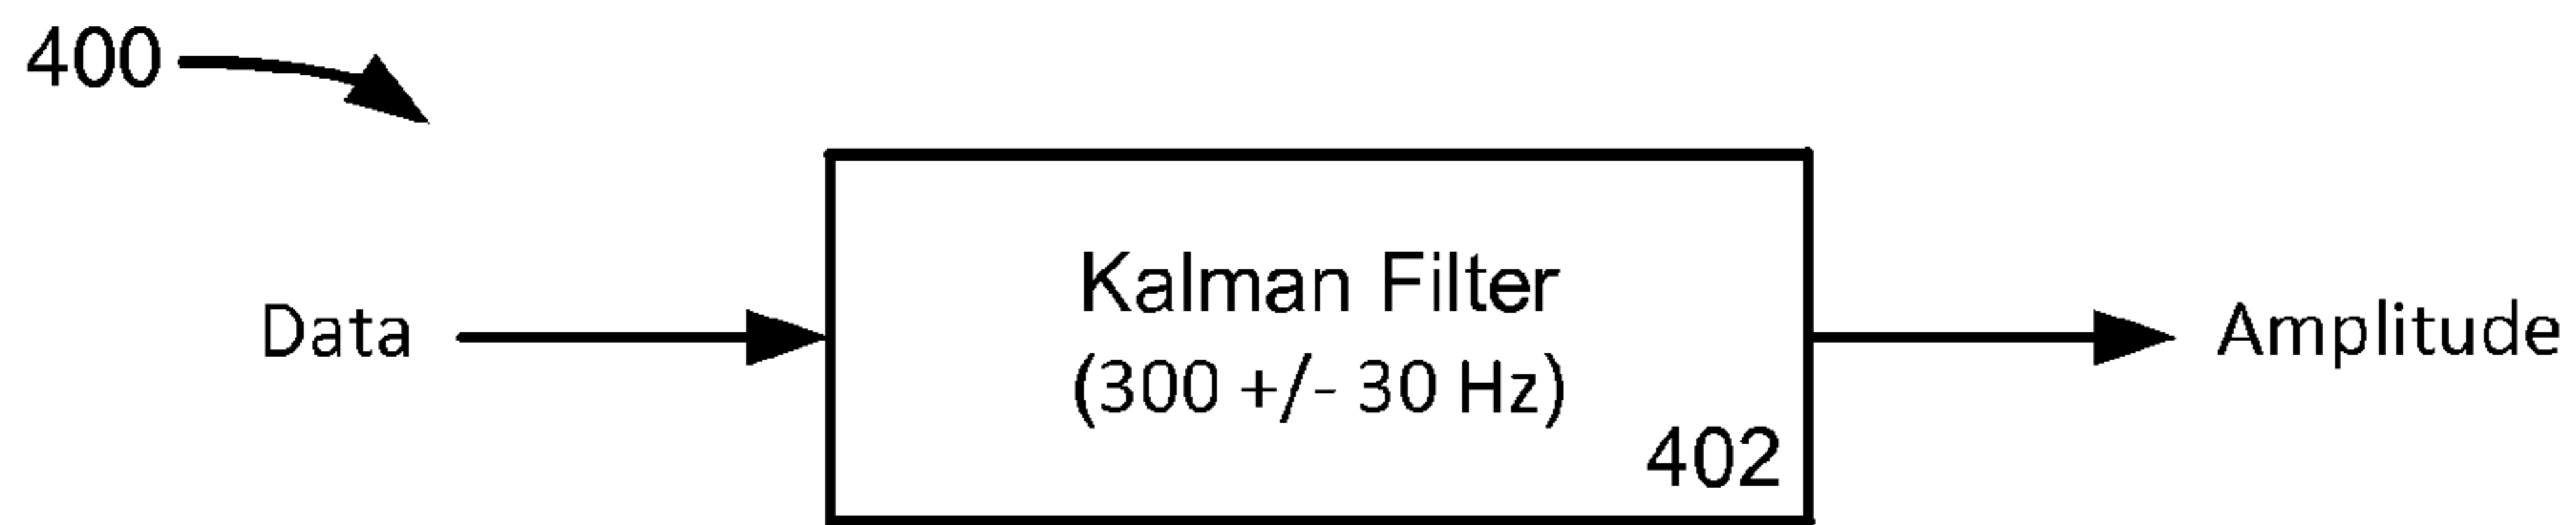 400
Kalman Filter
Data
Amplitude
(300 +/- 30 Hz)
402